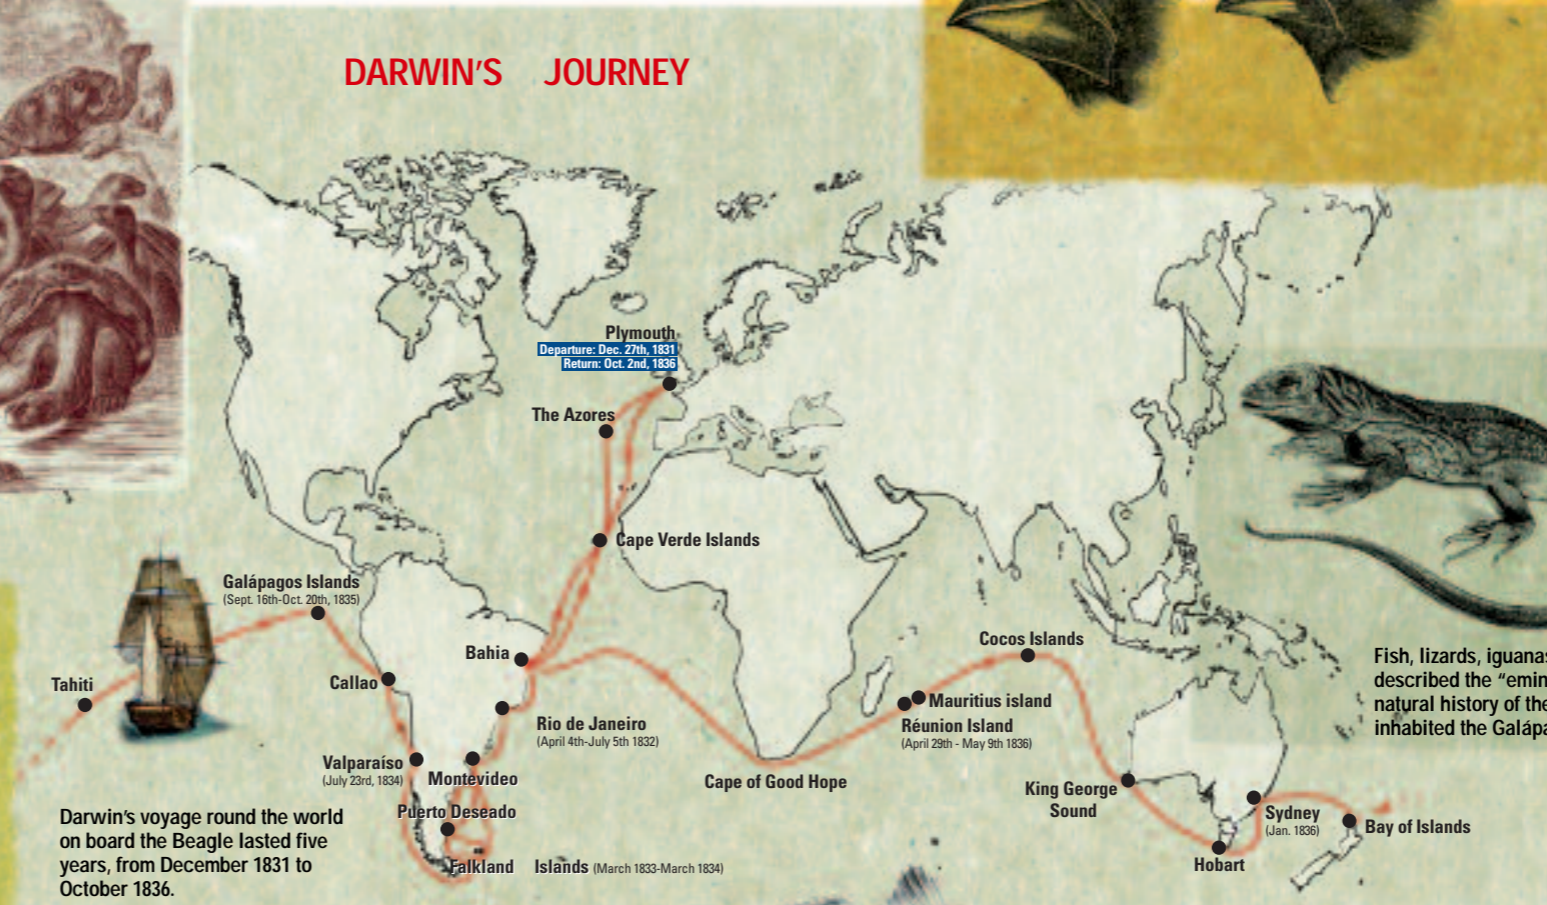 DARWIN'S JOURNEY
Plymouth
Departure: Dec. 27th, 1831
Return: Oct. 2nd, 1836
The Azores
Cape Verde Islands
Galápagos Islands
(Sept. 16th-Oct. 20th, 1835)
Bahia
Cocos Islands
Tahiti
Callao
Mauritius island
Réunion Island
(April 29th - May 9th 1836)
Rio de Janeiro
(April 4th-July 5th 1832)
Valparaíso
(July 23rd, 1834)
Montevideo
Cape of Good Hope
King George
Sound
Puerto Deseado
Sydney
(Jan. 1836)
Bay of Islands
Hobart
Falkland Islands (March 1833-March 1834)
Darwin's voyage round the world
on board the Beagle lasted five
years, from December 1831 to
October 1836.
Fish, lizards, iguanas
described the “emin
natural history of the
inhabited the Galápa